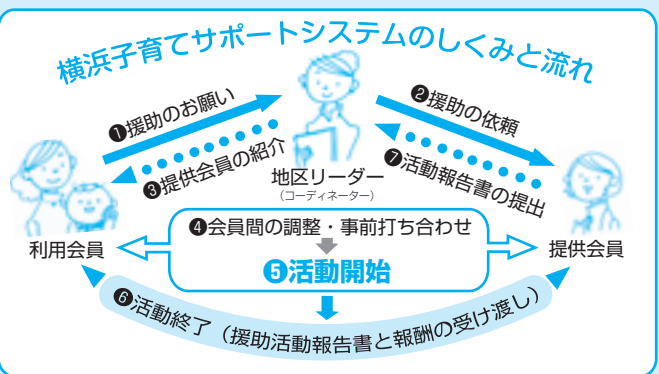 横浜子育てサポートシステムのしくみと流れ
❶援助のお願い
❷援助の依頼
❸提供会員の紹介
❼活動報告書の提出
地区リーダー
（コーディネーター）
利用会員
提供会員
❹会員間の調整・事前打ち合わせ
❺活動開始
❻活動終了（援助活動報告書と報酬の受け渡し）